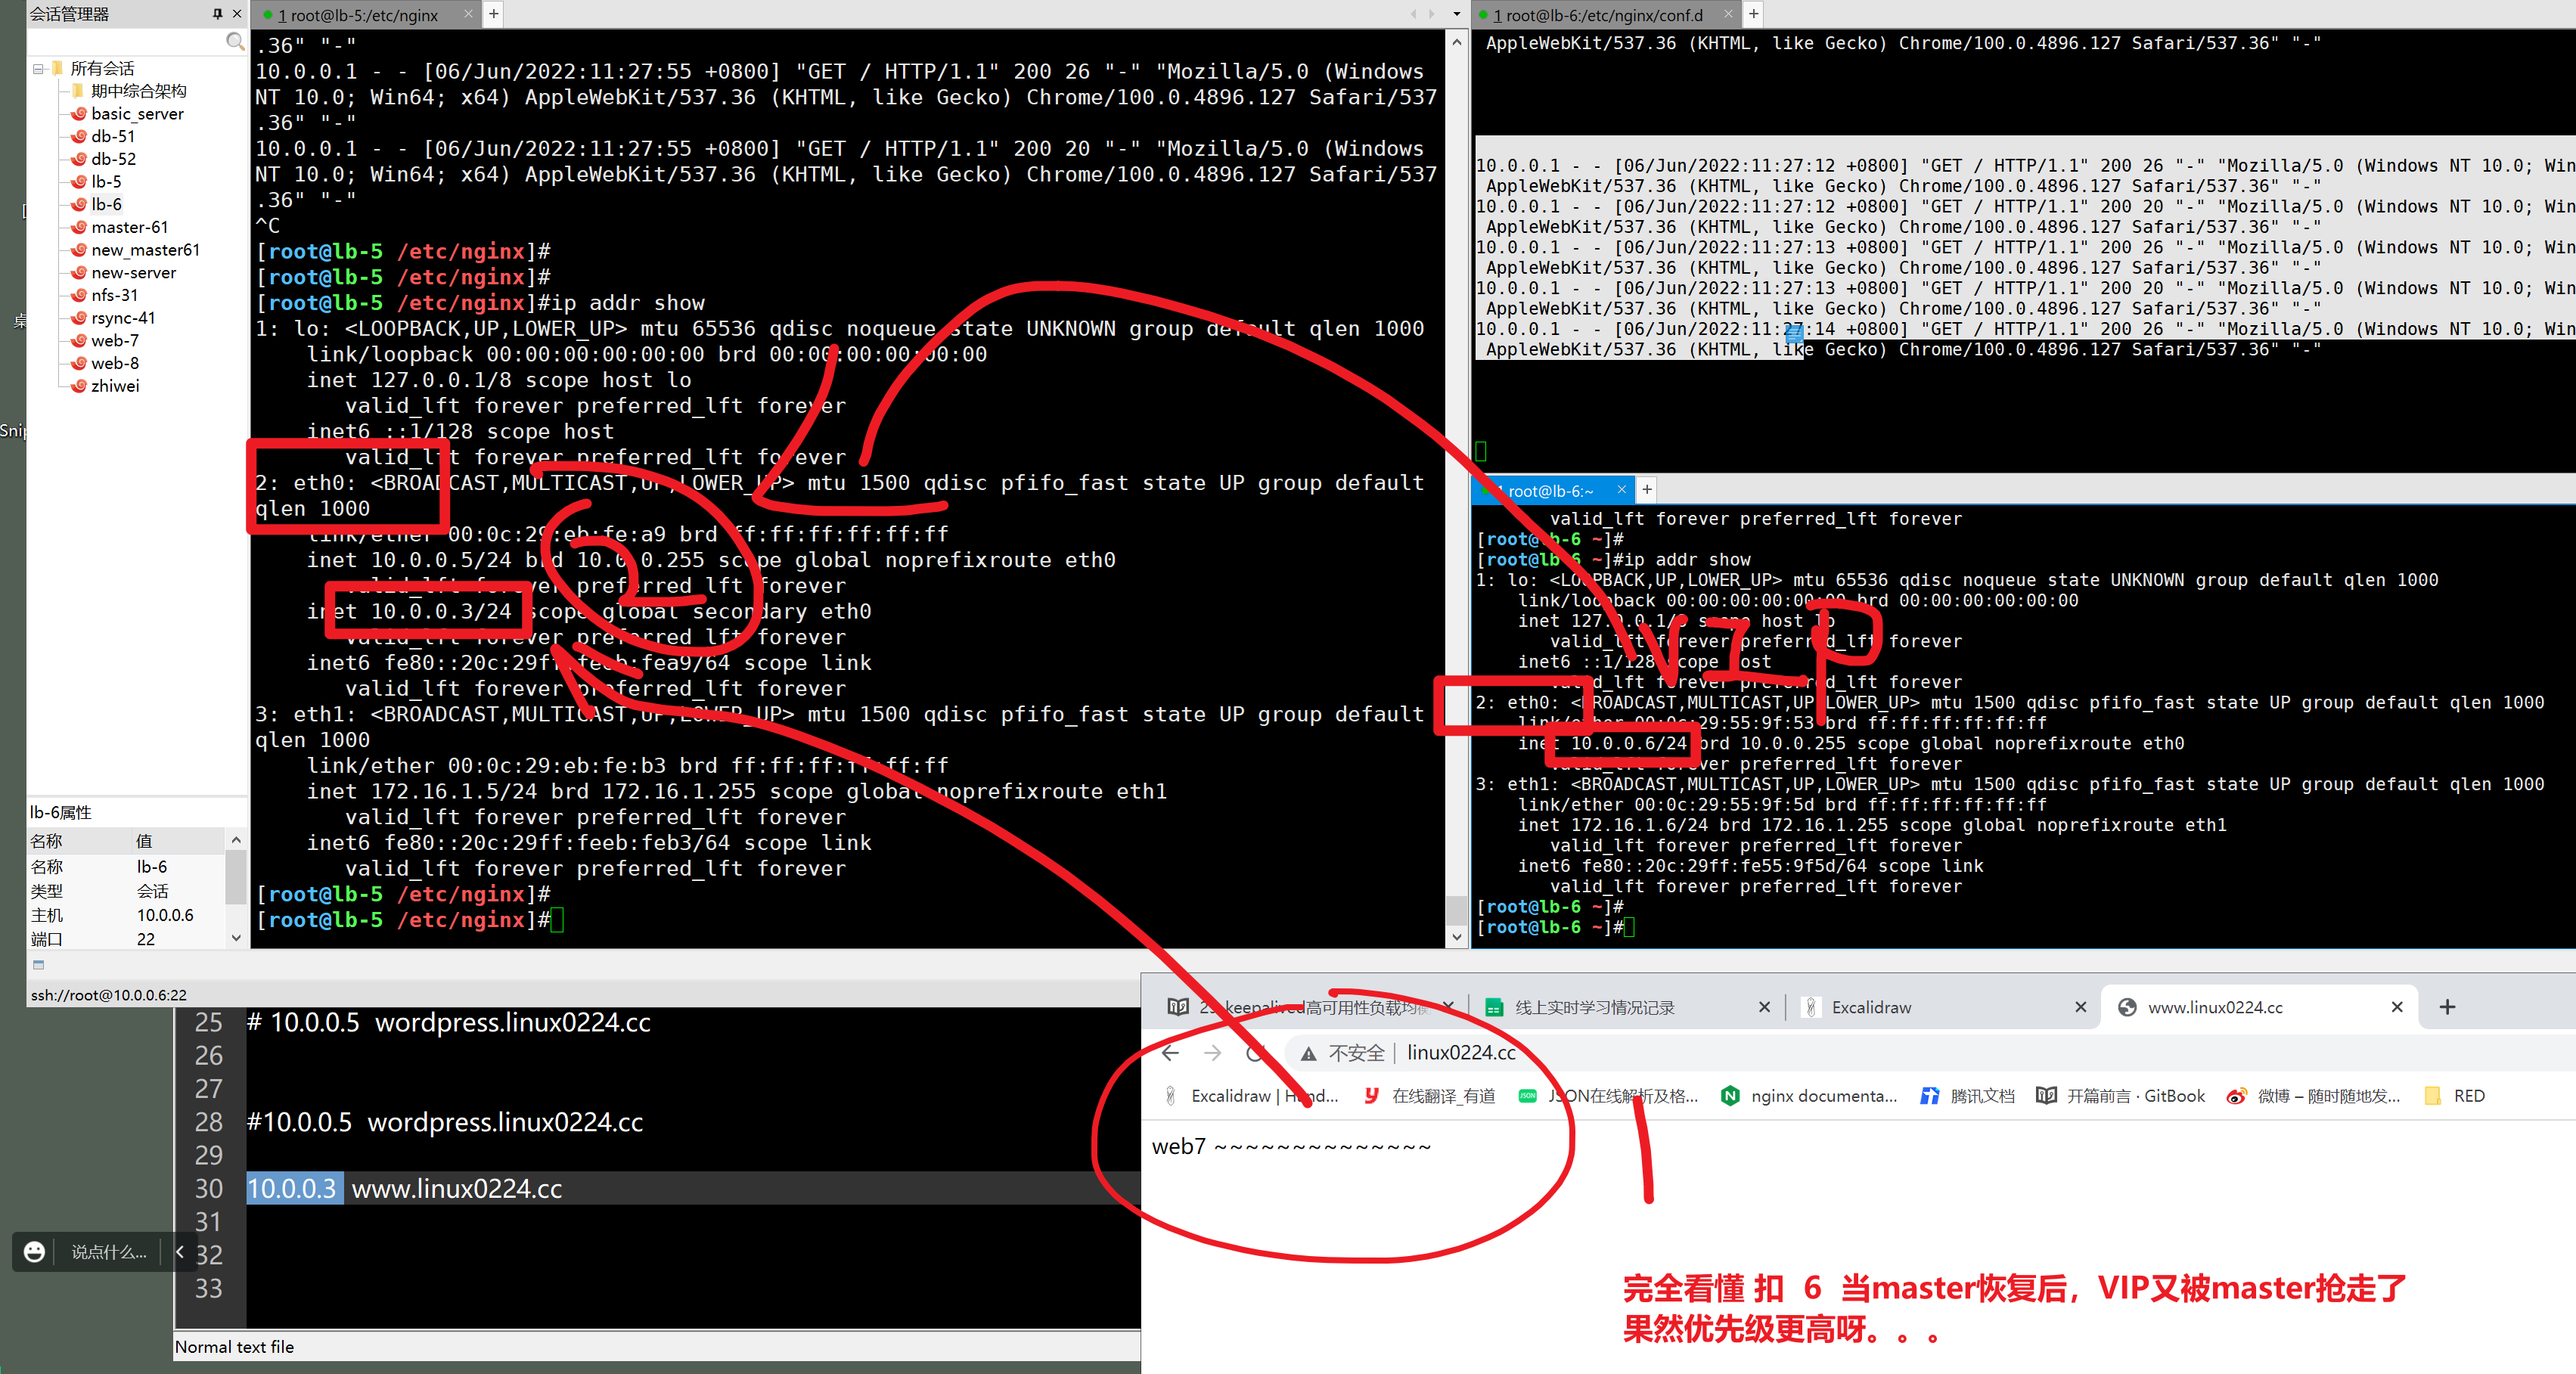 会话管理器
所有会话
期中综合架构
basic_server
db-51
db-52
lb-5
lb-6
master-61
new_master61
new-server
nfs-31
rsync-41
web-7
web-8
zhiwei
lb-6属性
名称 值
名称 lb-6
类型 会话
主机 10.0.0.6
端口 22
ssh://root@10.0.0.6:22
1 root@lb-5:/etc/nginx
.36" "-"
10.0.0.1 - - [06/Jun/2022:11:27:55 +0800] "GET / HTTP/1.1" 200 26 "-" "Mozilla/5.0 (Windows
NT 10.0; Win64; x64) AppleWebKit/537.36 (KHTML, like Gecko) Chrome/100.0.4896.127 Safari/537
.36" "-"
10.0.0.1 - - [06/Jun/2022:11:27:55 +0800] "GET / HTTP/1.1" 200 20 "-" "Mozilla/5.0 (Windows
NT 10.0; Win64; x64) AppleWebKit/537.36 (KHTML, like Gecko) Chrome/100.0.4896.127 Safari/537
.36" "-"
^C
[root@lb-5 /etc/nginx]#
[root@lb-5 /etc/nginx]#
[root@lb-5 /etc/nginx]#ip addr show
1: lo: <LOOPBACK,UP,LOWER_UP> mtu 65536 qdisc noqueue state UNKNOWN group default qlen 1000
link/loopback 00:00:00:00:00:00 brd 00:00:00:00:00:00
inet 127.0.0.1/8 scope host lo
valid_lft forever preferred_lft forever
inet6 ::1/128 scope host
valid_lft forever preferred_lft forever
2: eth0: <BROADCAST,MULTICAST,UP,LOWER_UP> mtu 1500 qdisc pfifo_fast state UP group default
qlen 1000
link/ether 00:0c:29:eb:fe:a9 brd ff:ff:ff:ff:ff:ff
inet 10.0.0.5/24 brd 10.0.0.255 scope global noprefixroute eth0
valid_lft forever preferred_lft forever
inet 10.0.0.3/24 scope global secondary eth0
valid_lft forever preferred_lft forever
inet6 fe80::20c:29ff:feeb:fea9/64 scope link
valid_lft forever preferred_lft forever
3: eth1: <BROADCAST,MULTICAST,UP,LOWER_UP> mtu 1500 qdisc pfifo_fast state UP group default
qlen 1000
link/ether 00:0c:29:eb:fe:b3 brd ff:ff:ff:ff:ff:ff
inet 172.16.1.5/24 brd 172.16.1.255 scope global noprefixroute eth1
valid_lft forever preferred_lft forever
inet6 fe80::20c:29ff:feeb:feb3/64 scope link
valid_lft forever preferred_lft forever
[root@lb-5 /etc/nginx]#
[root@lb-5 /etc/nginx]#
2
1 root@lb-6:/etc/nginx/conf.d
AppleWebKit/537.36 (KHTML, like Gecko) Chrome/100.0.4896.127 Safari/537.36" "-"
10.0.0.1 - - [06/Jun/2022:11:27:12 +0800] "GET / HTTP/1.1" 200 26 "-" "Mozilla/5.0 (Windows NT 10.0; Win
AppleWebKit/537.36 (KHTML, like Gecko) Chrome/100.0.4896.127 Safari/537.36" "-"
10.0.0.1 - - [06/Jun/2022:11:27:12 +0800] "GET / HTTP/1.1" 200 20 "-" "Mozilla/5.0 (Windows NT 10.0; Win
AppleWebKit/537.36 (KHTML, like Gecko) Chrome/100.0.4896.127 Safari/537.36" "-"
10.0.0.1 - - [06/Jun/2022:11:27:13 +0800] "GET / HTTP/1.1" 200 26 "-" "Mozilla/5.0 (Windows NT 10.0; Win
AppleWebKit/537.36 (KHTML, like Gecko) Chrome/100.0.4896.127 Safari/537.36" "-"
10.0.0.1 - - [06/Jun/2022:11:27:13 +0800] "GET / HTTP/1.1" 200 20 "-" "Mozilla/5.0 (Windows NT 10.0; Win
AppleWebKit/537.36 (KHTML, like Gecko) Chrome/100.0.4896.127 Safari/537.36" "-"
10.0.0.1 - - [06/Jun/2022:11:27:14 +0800] "GET / HTTP/1.1" 200 26 "-" "Mozilla/5.0 (Windows NT 10.0; Win
AppleWebKit/537.36 (KHTML, like Gecko) Chrome/100.0.4896.127 Safari/537.36" "-"
1 root@lb-6:~
valid_lft forever preferred_lft forever
[root@lb-6 ~]#
[root@lb-6 ~]#ip addr show
1: lo: <LOOPBACK,UP,LOWER_UP> mtu 65536 qdisc noqueue state UNKNOWN group default qlen 1000
link/loopback 00:00:00:00:00:00 brd 00:00:00:00:00:00
inet 127.0.0.1/8 scope host lo
valid_lft forever preferred_lft forever
inet6 ::1/128 scope host
valid_lft forever preferred_lft forever
2: eth0: <BROADCAST,MULTICAST,UP,LOWER_UP> mtu 1500 qdisc pfifo_fast state UP group default qlen 1000
link/ether 00:0c:29:55:9f:53 brd ff:ff:ff:ff:ff:ff
inet 10.0.0.6/24 brd 10.0.0.255 scope global noprefixroute eth0
valid_lft forever preferred_lft forever
3: eth1: <BROADCAST,MULTICAST,UP,LOWER_UP> mtu 1500 qdisc pfifo_fast state UP group default qlen 1000
link/ether 00:0c:29:55:9f:5d brd ff:ff:ff:ff:ff:ff
inet 172.16.1.6/24 brd 172.16.1.255 scope global noprefixroute eth1
valid_lft forever preferred_lft forever
inet6 fe80::20c:29ff:fe55:9f5d/64 scope link
valid_lft forever preferred_lft forever
[root@lb-6 ~]#
[root@lb-6 ~]#
VIP
25 # 10.0.0.5 wordpress.linux0224.cc
26
27
28 #10.0.0.5 wordpress.linux0224.cc
29
30 10.0.0.3 www.linux0224.cc
31
32
33
说点什么...
Normal text file
keepalived高可用性负载均
线上实时学习情况记录
Excalidraw
www.linux0224.cc
不安全 linux0224.cc
Excalidraw | Hand...
在线翻译_有道
JSON在线解析及格...
nginx documenta...
腾讯文档
开篇前言 · GitBook
微博 – 随时随地发...
RED
web7 ~~~~~~~~~~~~~~~
1
完全看懂 扣 6 当master恢复后，VIP又被master抢走了
果然优先级更高呀。。。